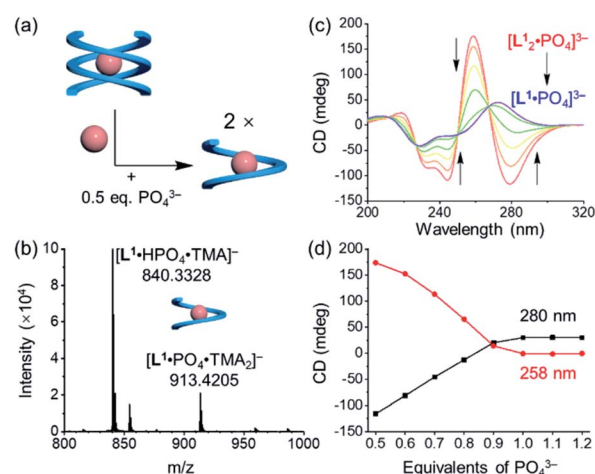 (a)
2 ×
+
0.5 eq. PO₄³⁻
(b)
10
8
6
4
2
0
Intensity (×10⁴)
[L¹•HPO₄•TMA]⁻
840.3328
[L¹•PO₄•TMA₂]⁻
913.4205
800 850 900 950 1000
m/z
(c)
200
150
100
50
0
-50
-100
-150
CD (mdeg)
[L¹₂•PO₄]³⁻
[L¹•PO₄]³⁻
200 240 280 320
Wavelength (nm)
(d)
200
150
100
50
0
-50
-100
-150
CD (mdeg)
280 nm
258 nm
0.5 0.6 0.7 0.8 0.9 1.0 1.1 1.2
Equivalents of PO₄³⁻